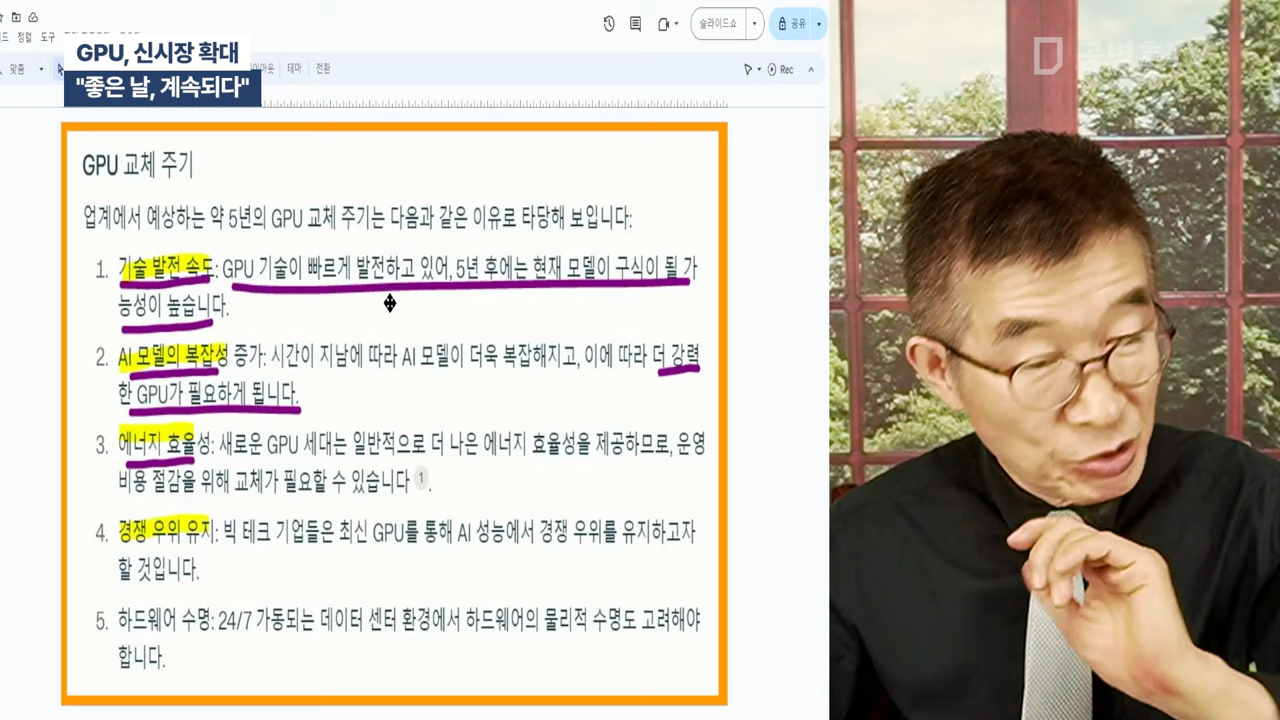 정렬 도구
슬라이드쇼
공유
GPU, 신시장 확대
"좋은 날, 계속되다"
맞춤
테마
전환
Rec
GPU 교체 주기
업계에서 예상하는 약 5년의 GPU 교체 주기는 다음과 같은 이유로 타당해 보입니다:
1. 기술 발전 속도: GPU 기술이 빠르게 발전하고 있어, 5년 후에는 현재 모델이 구식이 될 가
능성이 높습니다.
2. AI 모델의 복잡성 증가: 시간이 지남에 따라 AI 모델이 더욱 복잡해지고, 이에 따라 더 강력
한 GPU가 필요하게 됩니다.
3. 에너지 효율성: 새로운 GPU 세대는 일반적으로 더 나은 에너지 효율성을 제공하므로, 운영
비용 절감을 위해 교체가 필요할 수 있습니다 1.
4. 경쟁 우위 유지: 빅 테크 기업들은 최신 GPU를 통해 AI 성능에서 경쟁 우위를 유지하고자
할 것입니다.
5. 하드웨어 수명: 24/7 가동되는 데이터 센터 환경에서 하드웨어의 물리적 수명도 고려해야
합니다.